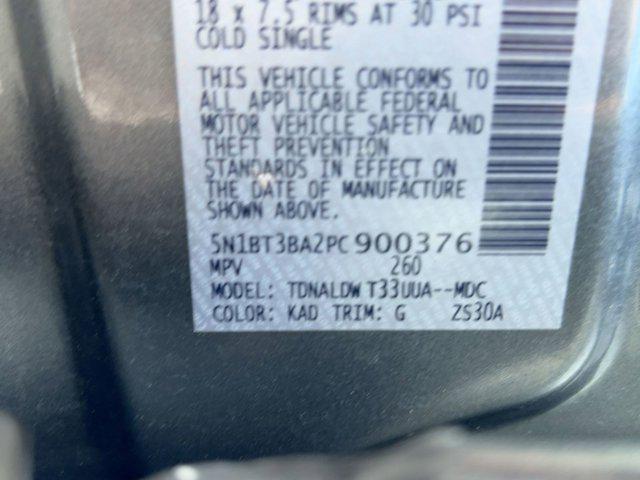 18 x 7.5 RIMS AT 30 PSI
COLD SINGLE
THIS VEHICLE CONFORMS TO
ALL APPLICABLE FEDERAL
MOTOR VEHICLE SAFETY AND
THEFT PREVENTION
STANDARDS IN EFFECT ON
THE DATE OF MANUFACTURE
SHOWN ABOVE.
5N1BT3BA2PC900376
MPV 260
MODEL: TDNALDW T33UUA--MDC
COLOR: KAD TRIM: G ZS30A